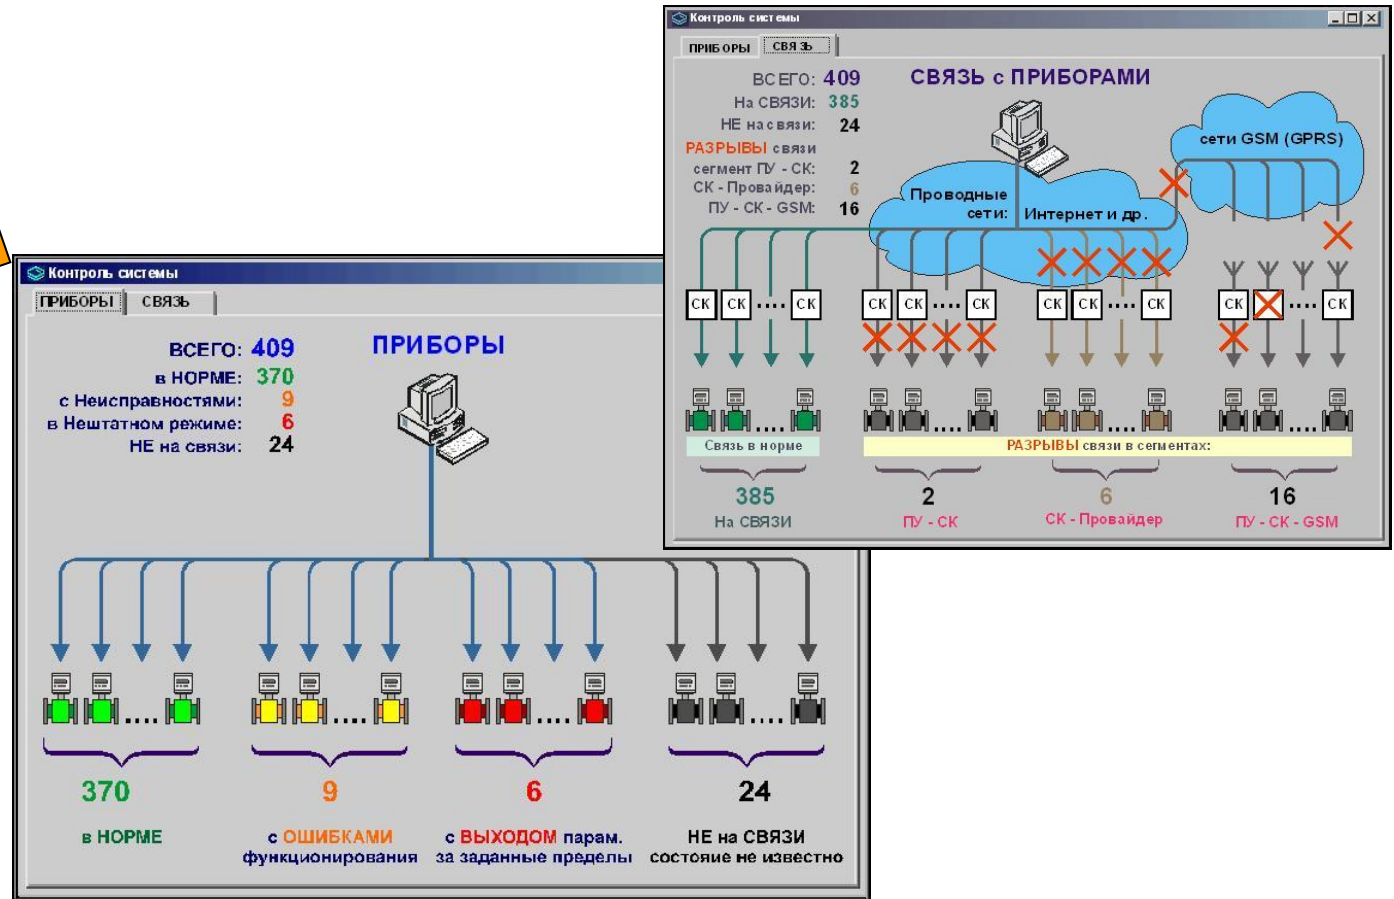 Контроль системы
ПРИБОРЫ СВЯЗЬ
ВСЕГО: 409
На СВЯЗИ: 385
НЕ на связи: 24
РАЗРЫВЫ связи
сегмент ПУ - СК: 2
СК - Провайдер: 6
ПУ - СК - GSM: 16
СВЯЗЬ с ПРИБОРАМИ
сети GSM (GPRS)
Проводные
сети: Интернет и др.
СК СК .... СК СК СК .... СК СК СК .... СК СК .... СК
.... .... .... ....
Связь в норме РАЗРЫВЫ связи в сегментах:
385 2 6 16
На СВЯЗИ ПУ - СК СК - Провайдер ПУ - СК - GSM
Контроль системы
ПРИБОРЫ СВЯЗЬ
ВСЕГО: 409
в НОРМЕ: 370
с Неисправностями: 9
в Нештатном режиме: 6
НЕ на связи: 24
ПРИБОРЫ
.... .... .... ....
370 9 6 24
в НОРМЕ с ОШИБКАМИ с ВЫХОДОМ парам. НЕ на СВЯЗИ
функционирования за заданные пределы состояие не известно